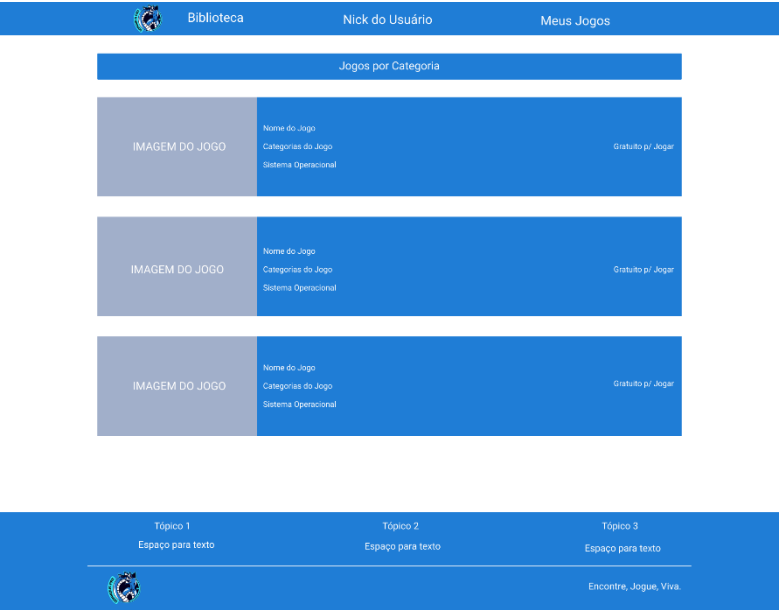 Biblioteca Nick do Usuário Meus Jogos
Jogos por Categoria
IMAGEM DO JOGO
Nome do Jogo
Categorias do Jogo
Sistema Operacional
Gratuito p/ Jogar
IMAGEM DO JOGO
Nome do Jogo
Categorias do Jogo
Sistema Operacional
Gratuito p/ Jogar
IMAGEM DO JOGO
Nome do Jogo
Categorias do Jogo
Sistema Operacional
Gratuito p/ Jogar
Tópico 1
Espaço para texto
Tópico 2
Espaço para texto
Tópico 3
Espaço para texto
Encontre, Jogue, Viva.